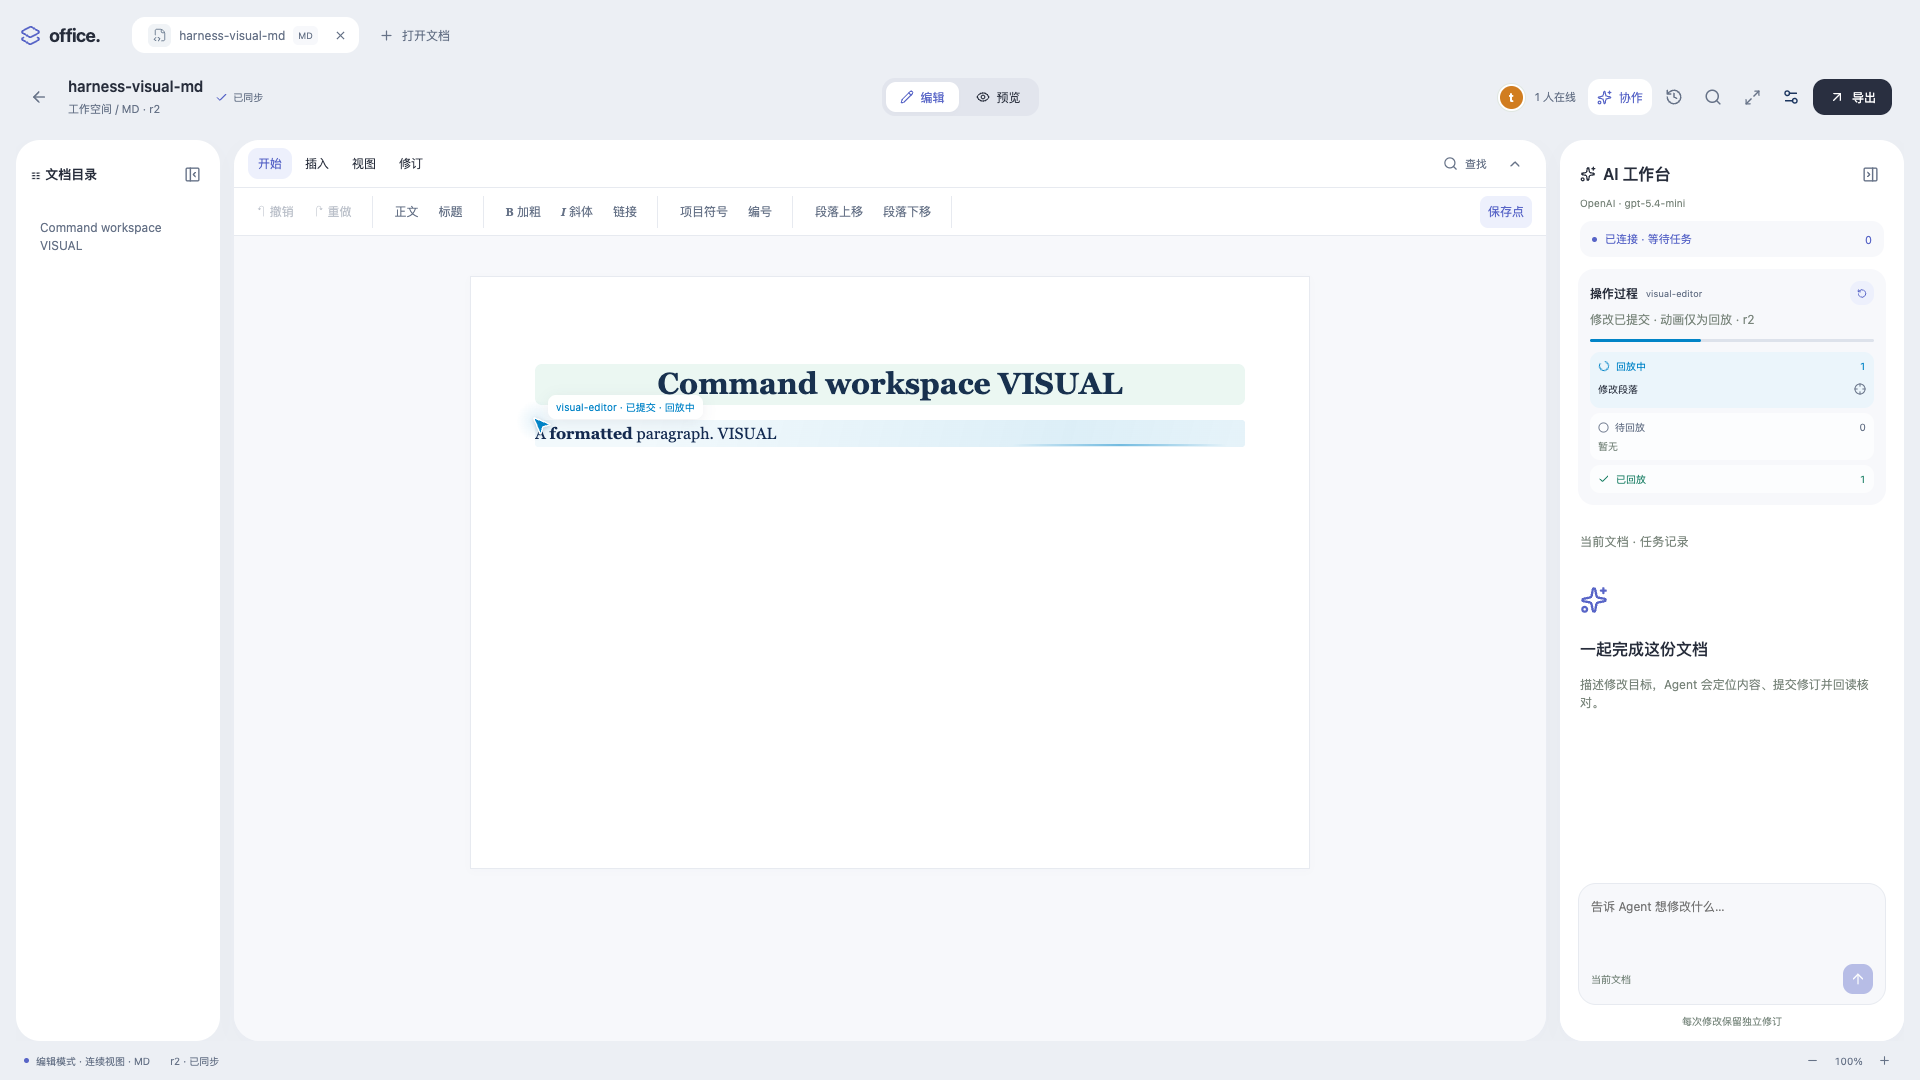 office.
harness-visual-md MD
打开文档
harness-visual-md
已同步
工作空间 / MD · r2
编辑
预览
t
1 人在线
协作
导出
文档目录
Command workspace
VISUAL
开始 插入 视图 修订
查找
撤销 重做 正文 标题 B 加粗 I 斜体 链接 项目符号 编号 段落上移 段落下移
保存点
Command workspace VISUAL
visual-editor · 已提交 · 回放中
A formatted paragraph. VISUAL
AI 工作台
OpenAI · gpt-5.4-mini
已连接 · 等待任务 0
操作过程 visual-editor
修改已提交 · 动画仅为回放 · r2
回放中 1
修改段落
待回放 0
暂无
已回放 1
当前文档 · 任务记录
一起完成这份文档
描述修改目标，Agent 会定位内容、提交修订并回读核
对。
告诉 Agent 想修改什么...
当前文档
每次修改保留独立修订
编辑模式 · 连续视图 · MD r2 · 已同步
100%